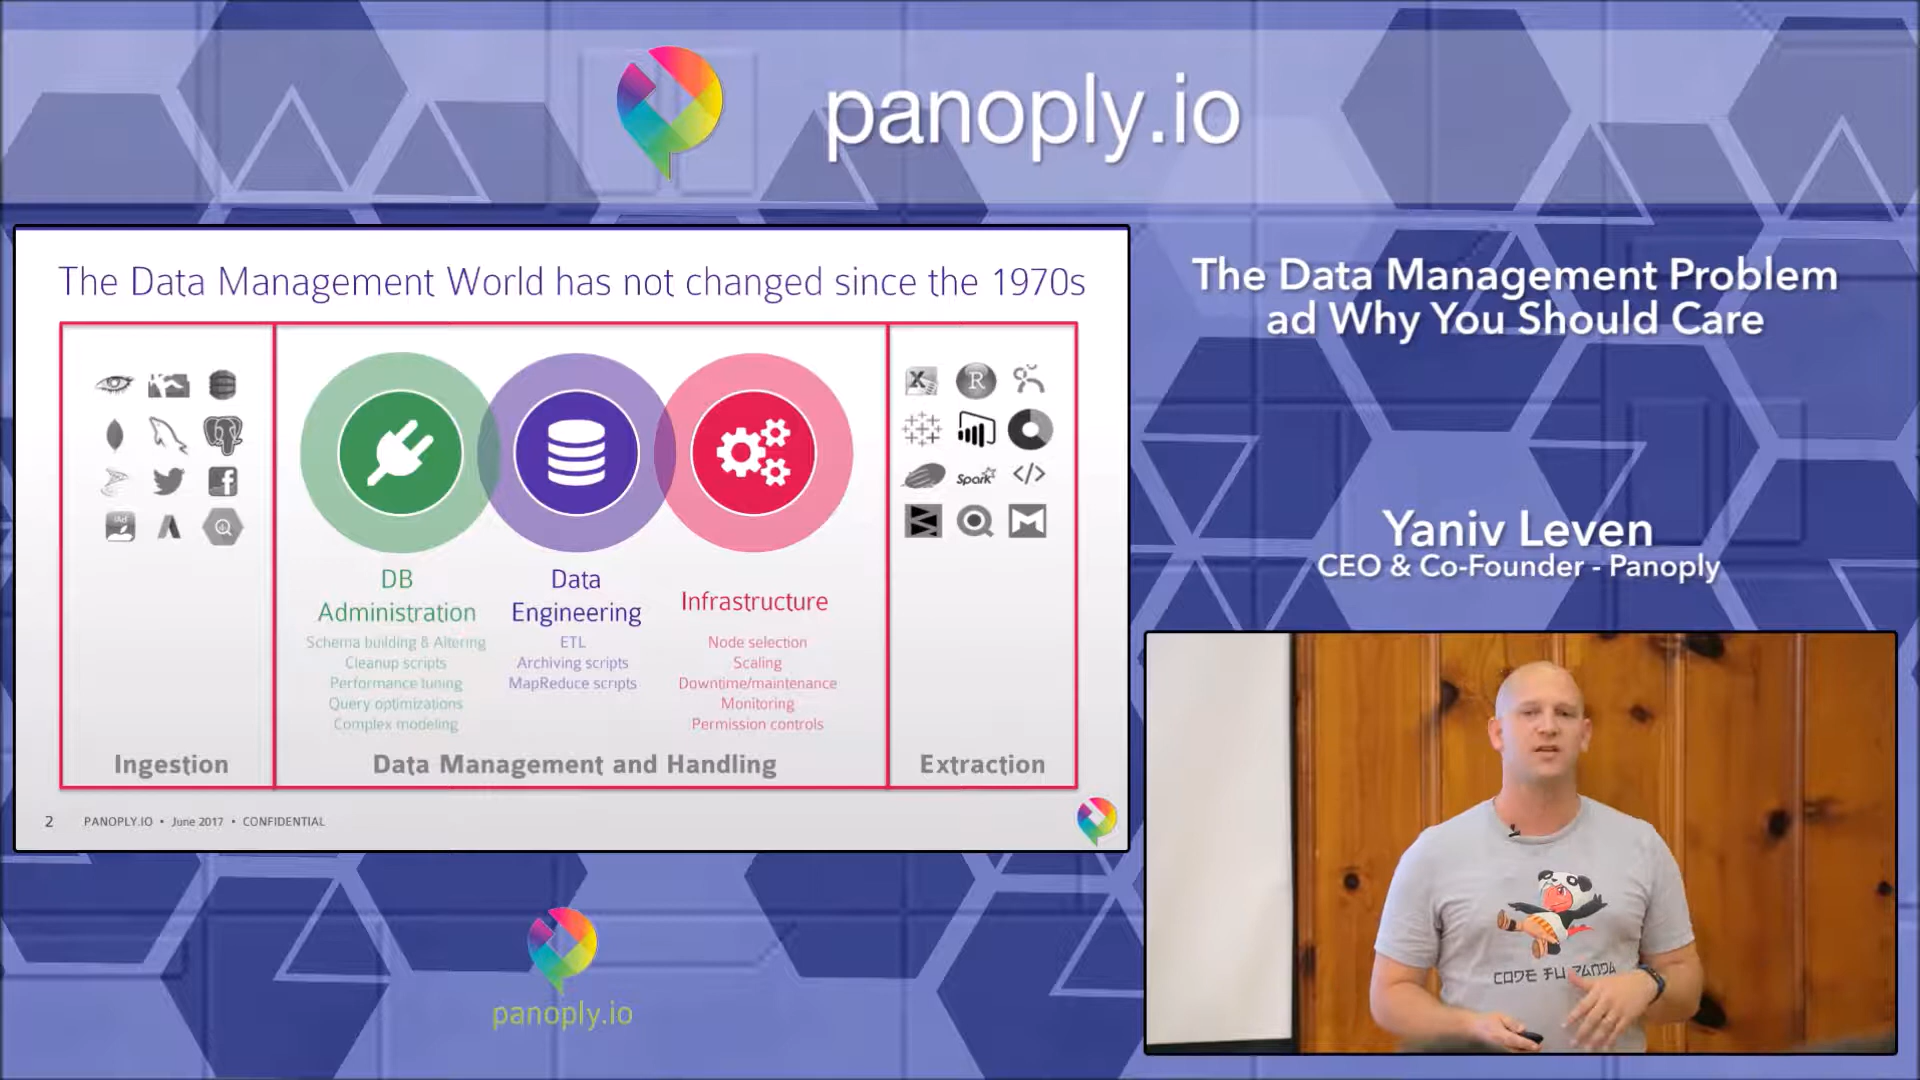 panoply.io
The Data Management World has not changed since the 1970s
DB
Administration
Schema building & Altering
Cleanup scripts
Performance tuning
Query optimizations
Complex modeling
Data
Engineering
ETL
Archiving scripts
MapReduce scripts
Infrastructure
Node selection
Scaling
Downtime/maintenance
Monitoring
Permission controls
X
R
Spark
</>
iAd
Ingestion
Data Management and Handling
Extraction
2 PANOPLY.IO • June 2017 • CONFIDENTIAL
The Data Management Problem
ad Why You Should Care
Yaniv Leven
CEO & Co-Founder - Panoply
CODE FU PANDA
panoply.io